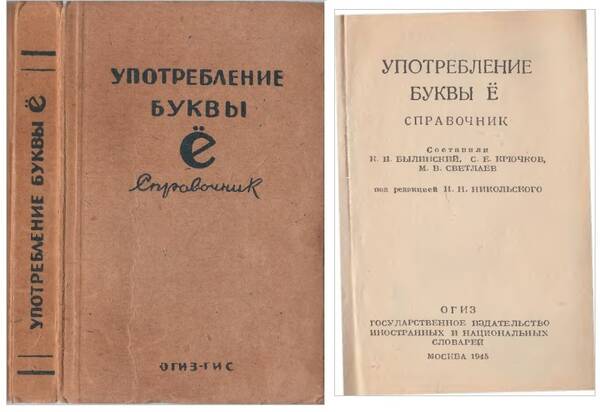 УПОТРЕБЛЕНИЕ БУКВЫ Ё
УПОТРЕБЛЕНИЕ
БУКВЫ
Ё
Справочник
ОГИЗ-ГИС
УПОТРЕБЛЕНИЕ
БУКВЫ Ё
СПРАВОЧНИК
Составили
К. И. БЫЛИНСКИЙ, С. Е. КРЮЧКОВ,
М. В. СВЕТЛАЕВ
под редакцией Н. Н. НИКОЛЬСКОГО
ОГИЗ
ГОСУДАРСТВЕННОЕ ИЗДАТЕЛЬСТВО
ИНОСТРАННЫХ И НАЦИОНАЛЬНЫХ
СЛОВАРЕЙ
МОСКВА 1945